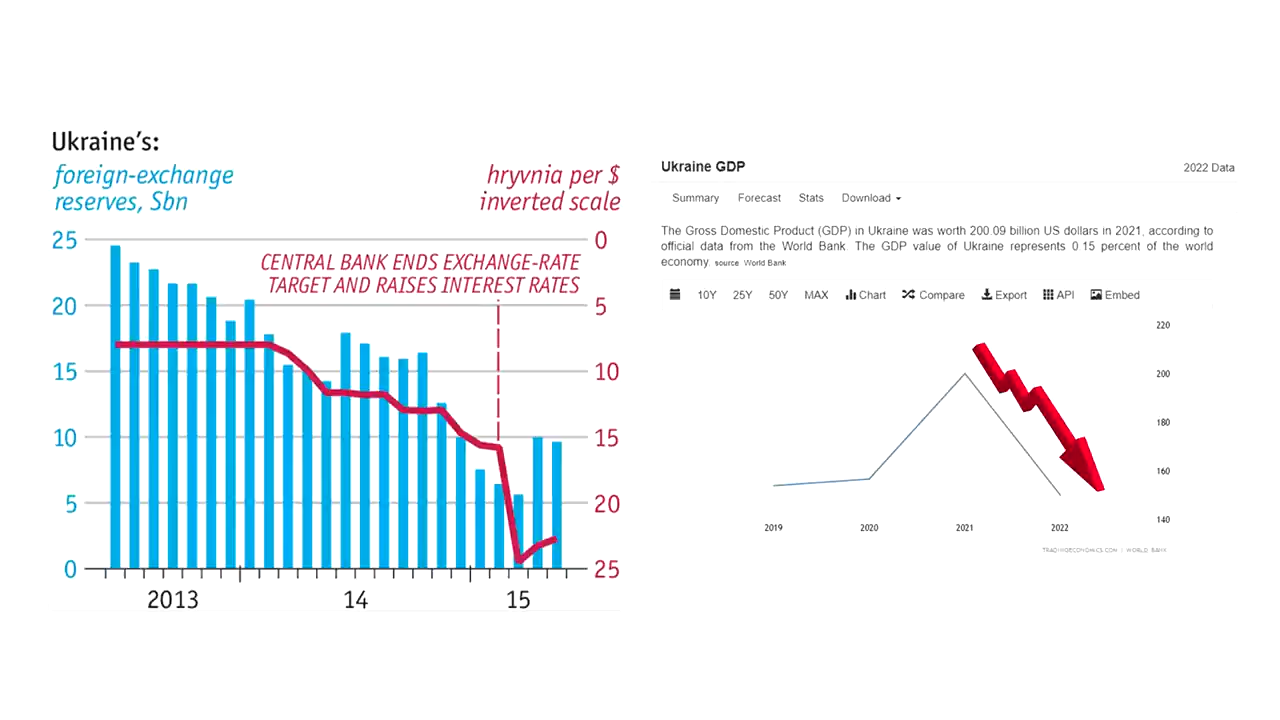 Ukraine's:
foreign-exchange
reserves, $bn
hryvnia per $
inverted scale
25
20
15
10
5
0
CENTRAL BANK ENDS EXCHANGE-RATE
TARGET AND RAISES INTEREST RATES
0
5
10
15
20
25
2013
14
15
Ukraine GDP
2022 Data
Summary Forecast Stats Download
The Gross Domestic Product (GDP) in Ukraine was worth 200.09 billion US dollars in 2021, according to
official data from the World Bank. The GDP value of Ukraine represents 0.15 percent of the world
economy. source: World Bank
10Y 25Y 50Y MAX Chart Compare Export API Embed
220
200
180
160
140
2019 2020 2021 2022
TRADINGECONOMICS.COM | WORLD BANK